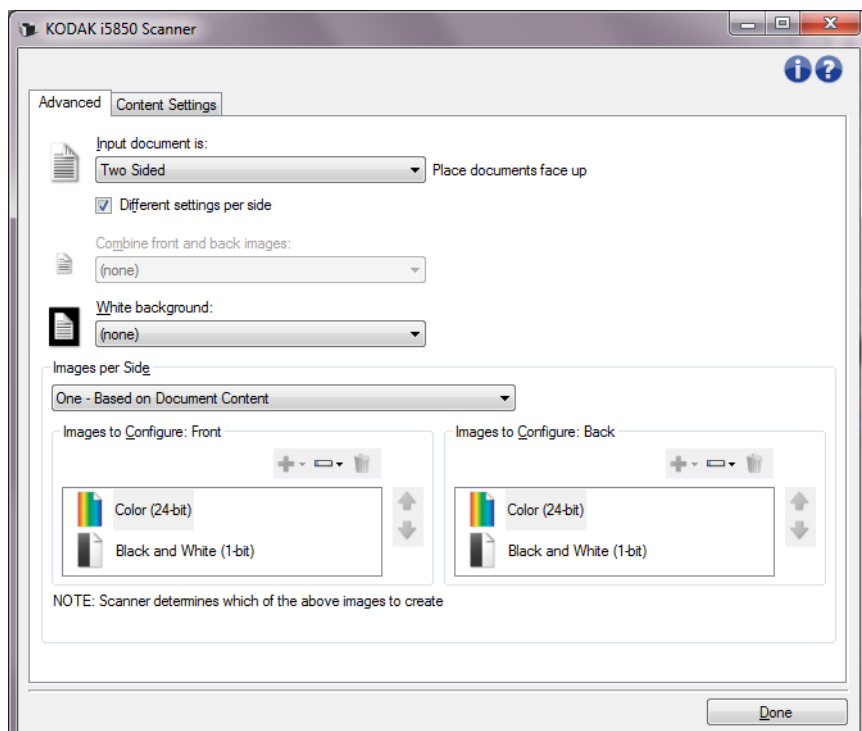 KODAK i5850 Scanner
Advanced
Content Settings
Input document is:
Two Sided
Place documents face up
Different settings per side
Combine front and back images:
(none)
White background:
(none)
Images per Side
One - Based on Document Content
Images to Configure: Front
Images to Configure: Back
Color (24-bit)
Color (24-bit)
Black and White (1-bit)
Black and White (1-bit)
NOTE: Scanner determines which of the above images to create
Done